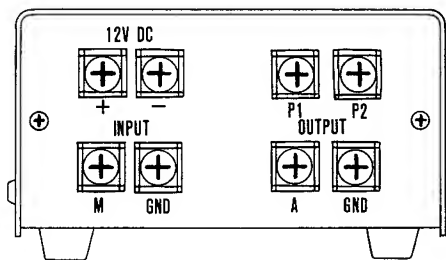 12V DC
+ −
P1 P2
INPUT OUTPUT
M GND A GND